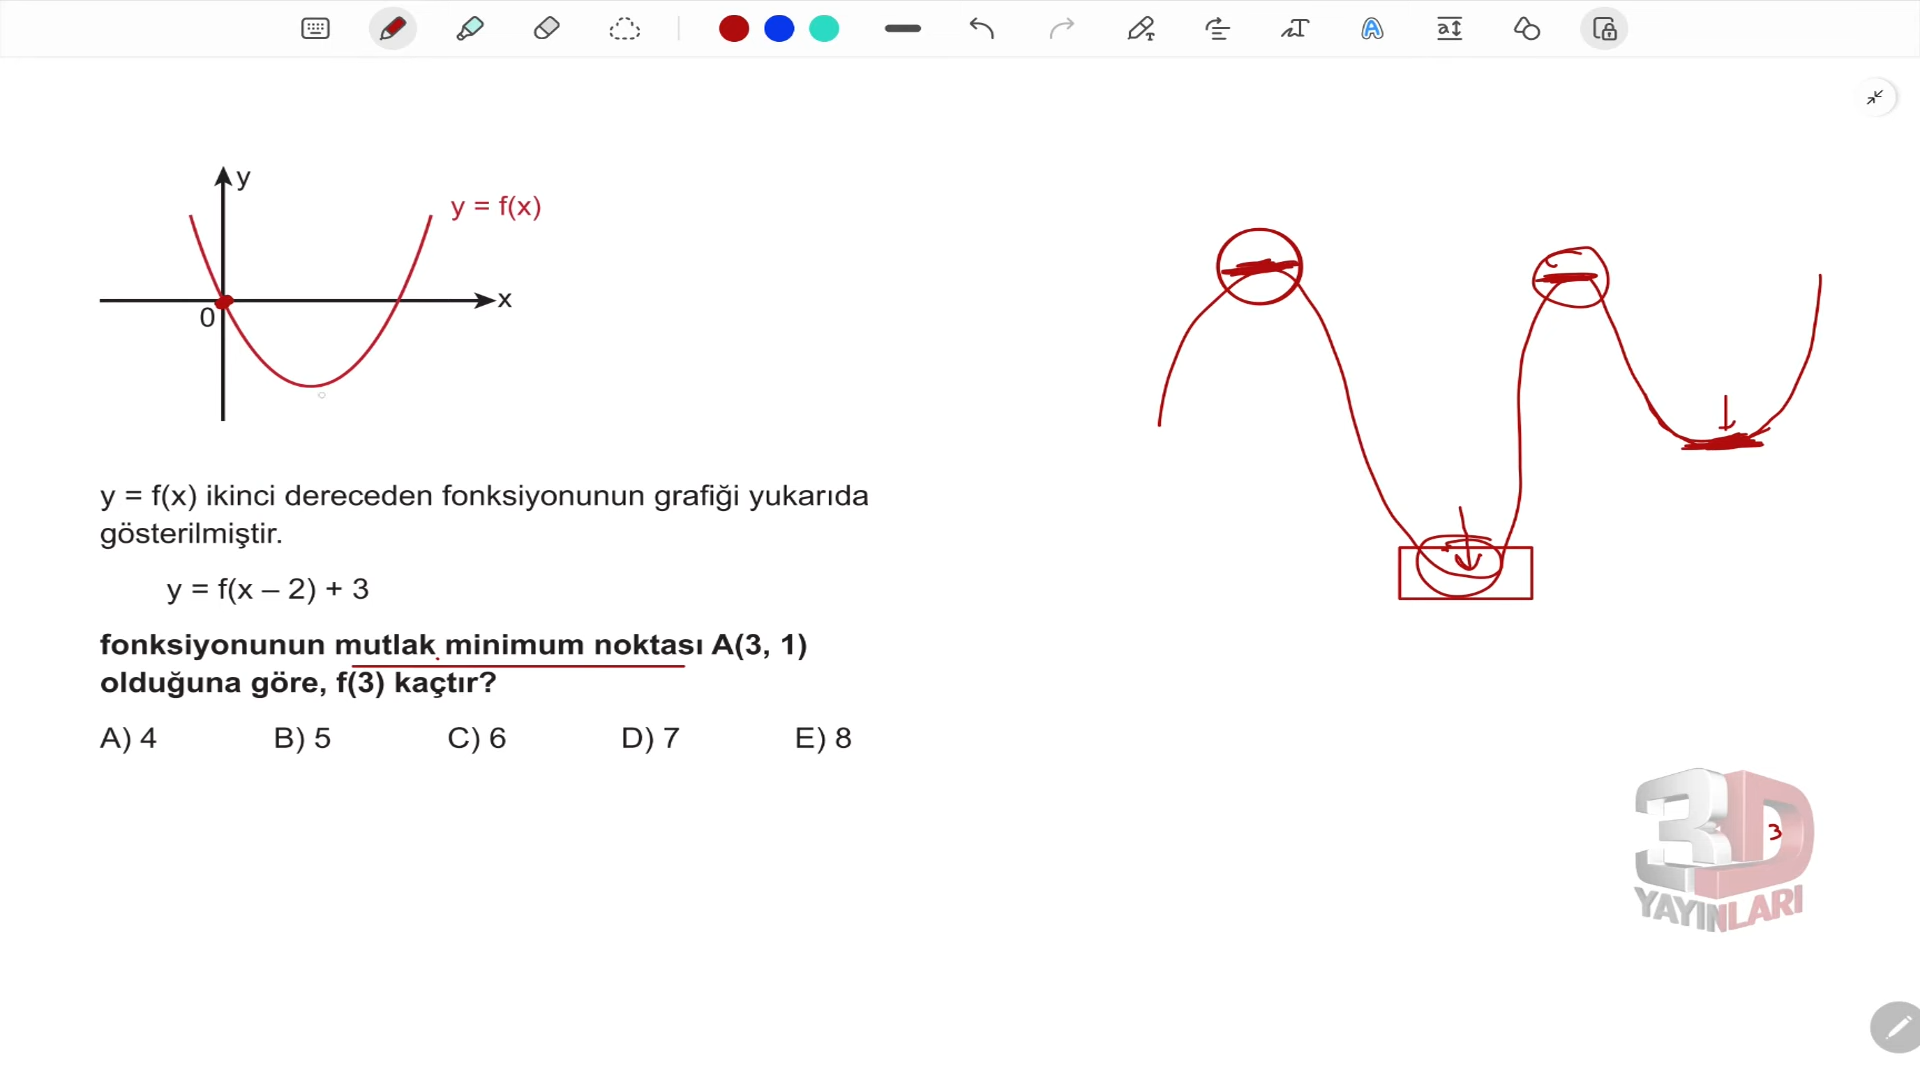 y
y = f(x)
x
0
y = f(x) ikinci dereceden fonksiyonunun grafiği yukarıda
gösterilmiştir.
y = f(x – 2) + 3
fonksiyonunun mutlak minimum noktası A(3, 1)
olduğuna göre, f(3) kaçtır?
A) 4 B) 5 C) 6 D) 7 E) 8
3D
3
YAYINLARI